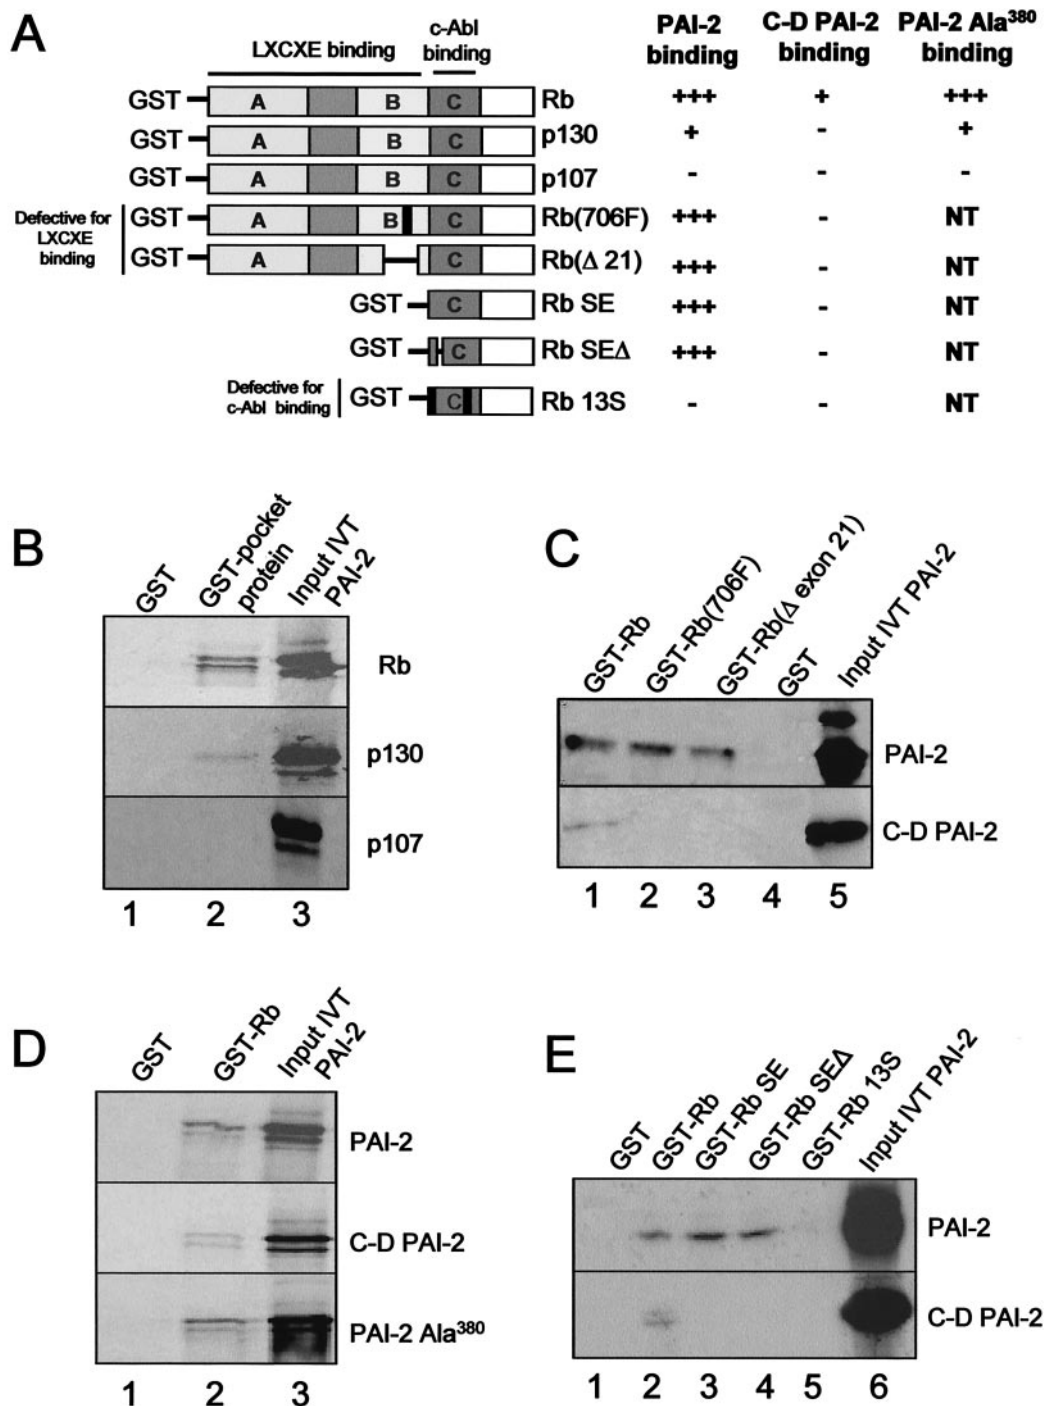 A
LXCXE binding
c-Abl
binding
PAI-2
binding
C-D PAI-2
binding
PAI-2 Ala³⁸⁰
binding
GST A B C Rb +++ + +++
GST A B C p130 + - +
GST A B C p107 - - -
Defective for
LXCXE
binding
GST A B C Rb(706F) +++ - NT
GST A C Rb(Δ 21) +++ - NT
GST C Rb SE +++ - NT
GST C Rb SEΔ +++ - NT
Defective for
c-Abl binding
GST C Rb 13S - - NT
B
GST
GST-pocket
protein
Input IVT
PAI-2
Rb
p130
p107
1 2 3
C
GST-Rb
GST-Rb(706F)
GST-Rb(Δ exon 21)
GST
Input IVT PAI-2
PAI-2
C-D PAI-2
1 2 3 4 5
D
GST
GST-Rb
Input IVT
PAI-2
PAI-2
C-D PAI-2
PAI-2 Ala³⁸⁰
1 2 3
E
GST
GST-Rb
GST-Rb SE
GST-Rb SEΔ
GST-Rb 13S
Input IVT PAI-2
PAI-2
C-D PAI-2
1 2 3 4 5 6